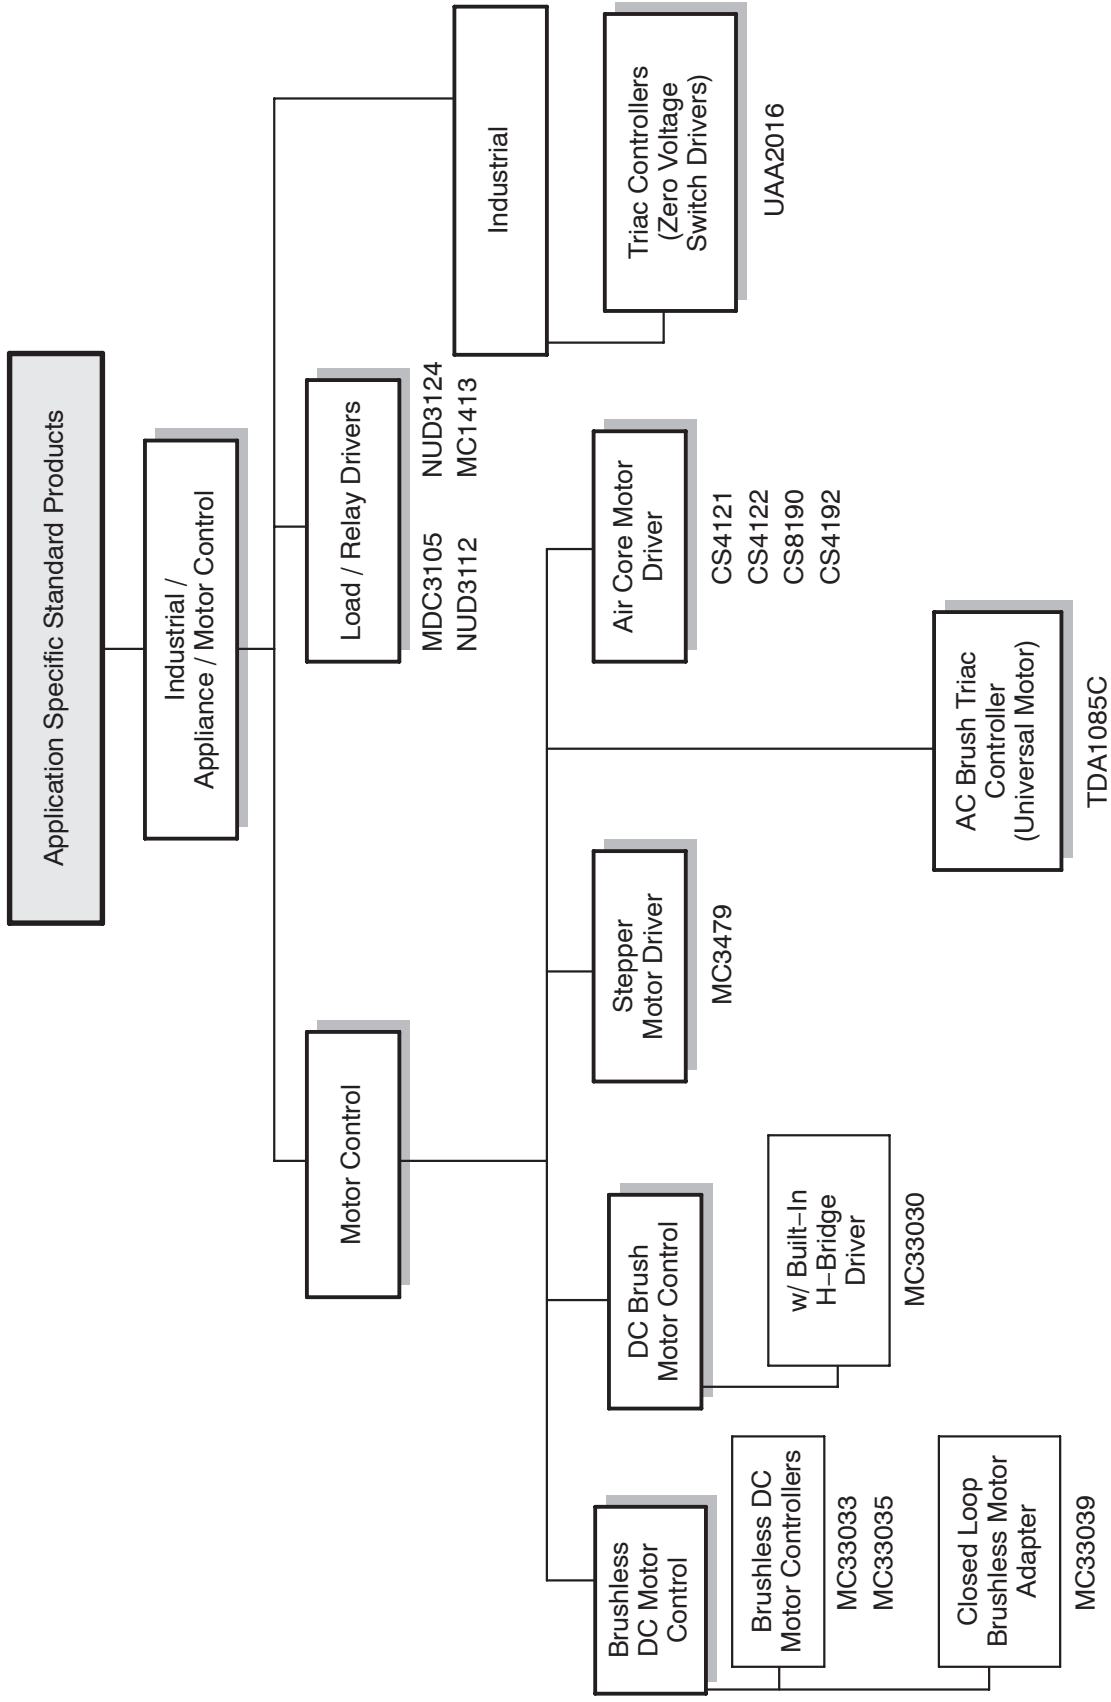 Application Specific Standard Products
Industrial /
Appliance / Motor Control
Motor Control
Load / Relay Drivers
MDC3105
NUD3112
NUD3124
MC1413
Industrial
Triac Controllers
(Zero Voltage
Switch Drivers)
UAA2016
Brushless
DC Motor
Control
Brushless DC
Motor Controllers
MC33033
MC33035
Closed Loop
Brushless Motor
Adapter
MC33039
DC Brush
Motor Control
w/ Built−In
H−Bridge
Driver
MC33030
Stepper
Motor Driver
MC3479
AC Brush Triac
Controller
(Universal Motor)
TDA1085C
Air Core Motor
Driver
CS4121
CS4122
CS8190
CS4192